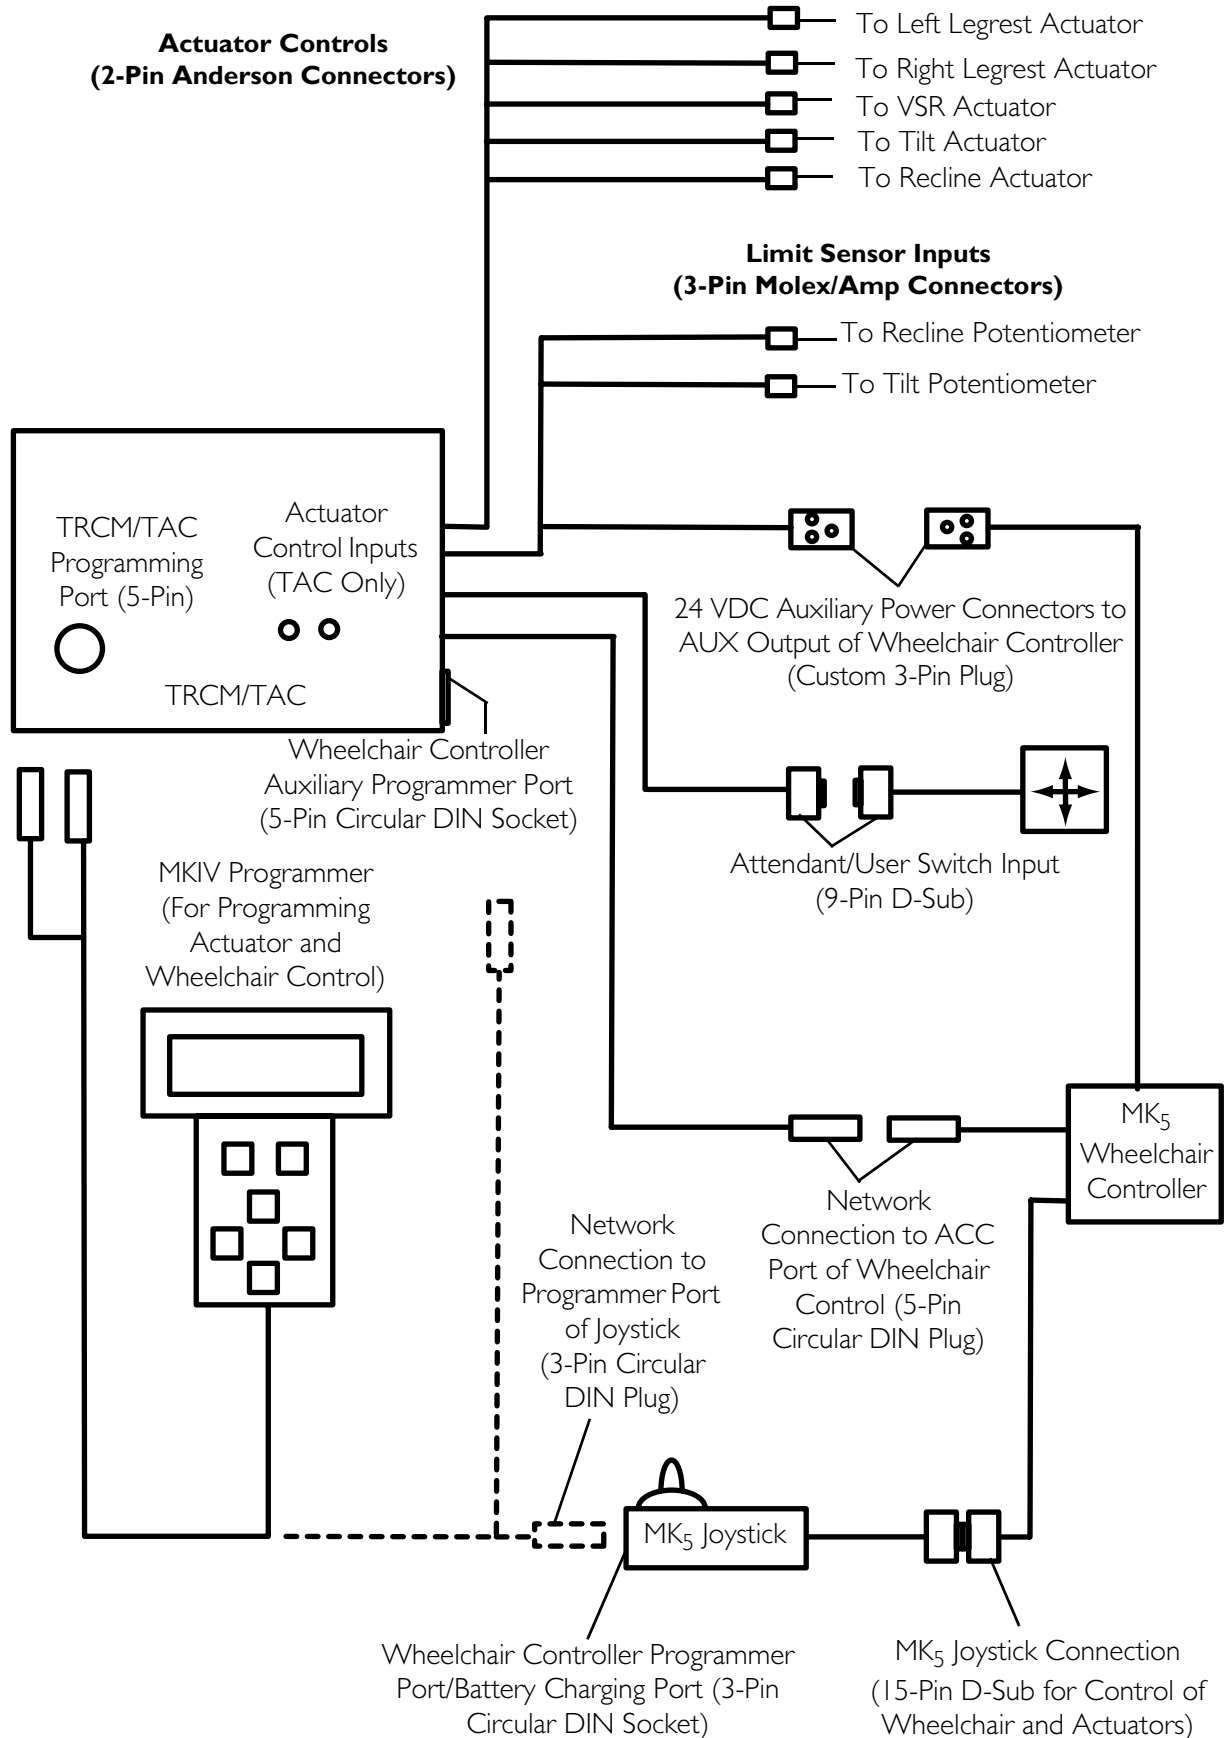 Actuator Controls
(2-Pin Anderson Connectors)
To Left Legrest Actuator
To Right Legrest Actuator
To VSR Actuator
To Tilt Actuator
To Recline Actuator
Limit Sensor Inputs
(3-Pin Molex/Amp Connectors)
To Recline Potentiometer
To Tilt Potentiometer
TRCM/TAC
Programming
Port (5-Pin)
Actuator
Control Inputs
(TAC Only)
TRCM/TAC
24 VDC Auxiliary Power Connectors to
AUX Output of Wheelchair Controller
(Custom 3-Pin Plug)
Wheelchair Controller
Auxiliary Programmer Port
(5-Pin Circular DIN Socket)
Attendant/User Switch Input
(9-Pin D-Sub)
MKIV Programmer
(For Programming
Actuator and
Wheelchair Control)
MK5
Wheelchair
Controller
Network
Connection to ACC
Port of Wheelchair
Control (5-Pin
Circular DIN Plug)
Network
Connection to
Programmer Port
of Joystick
(3-Pin Circular
DIN Plug)
MK5 Joystick
Wheelchair Controller Programmer
Port/Battery Charging Port (3-Pin
Circular DIN Socket)
MK5 Joystick Connection
(15-Pin D-Sub for Control of
Wheelchair and Actuators)